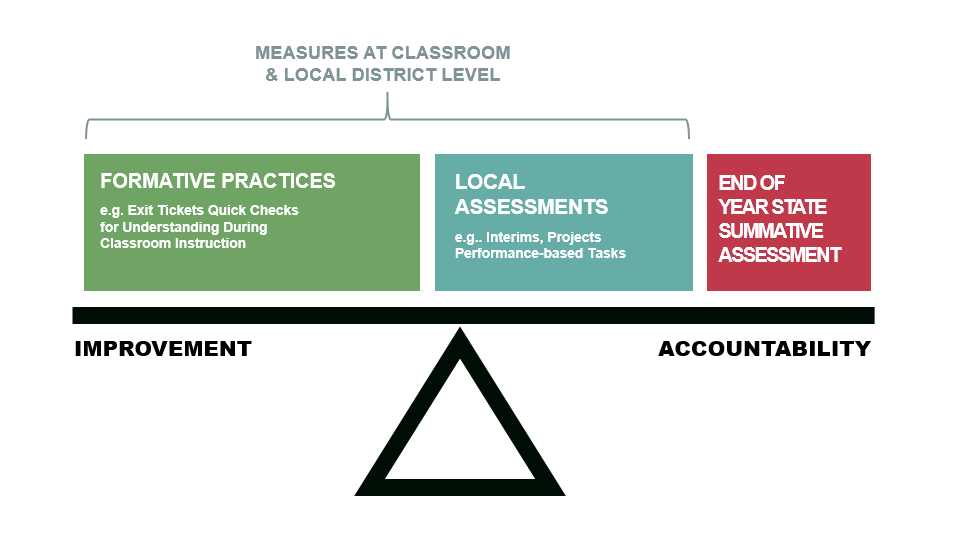 MEASURES AT CLASSROOM
& LOCAL DISTRICT LEVEL
FORMATIVE PRACTICES
e.g. Exit Tickets Quick Checks
for Understanding During
Classroom Instruction
LOCAL
ASSESSMENTS
e.g.. Interims, Projects
Performance-based Tasks
END OF
YEAR STATE
SUMMATIVE
ASSESSMENT
IMPROVEMENT
ACCOUNTABILITY